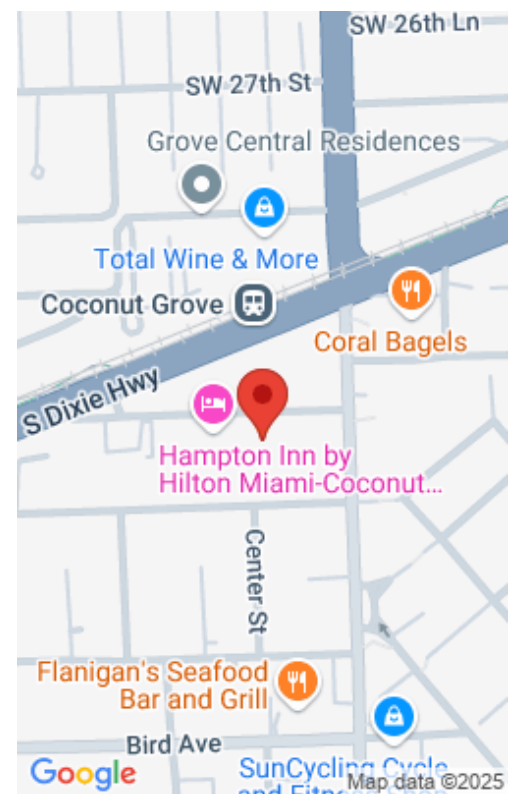 SW 26th Ln
SW 27th St
Grove Central Residences
Total Wine & More
Coconut Grove
Coral Bagels
S Dixie Hwy
Hampton Inn by
Hilton Miami-Coconut...
Center St
Flanigan's Seafood
Bar and Grill
Bird Ave
SunCycling Cycle
Google
Map data ©2025